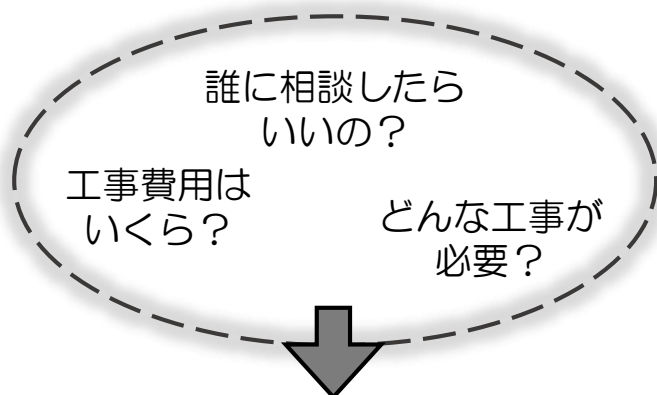 誰に相談したら
いいの？
工事費用は
いくら？
どんな工事が
必要？